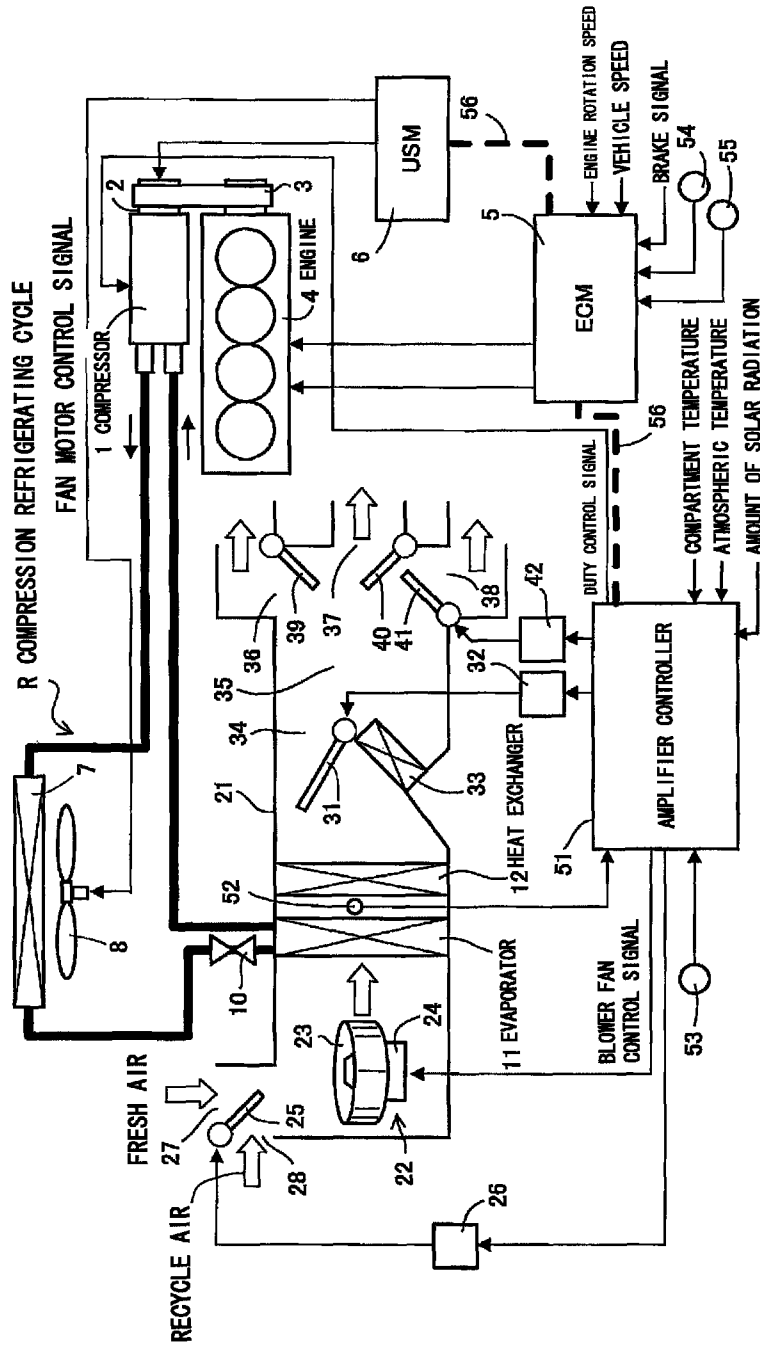 R COMPRESSION REFRIGERATING CYCLE
FAN MOTOR CONTROL SIGNAL
7
8
1 COMPRESSOR
2
3
4 ENGINE
USM
6
56
5
ECM
ENGINE ROTATION SPEED
VEHICLE SPEED
BRAKE SIGNAL
54
55
56
FRESH AIR
27
RECYCLE AIR
25
28
26
10
21
23
24
22
11 EVAPORATOR
52
12 HEAT EXCHANGER
31
33
34
35
36
39
37
40
41
38
32
42
DUTY CONTROL SIGNAL
51
AMPLIFIER CONTROLLER
BLOWER FAN
CONTROL SIGNAL
53
COMPARTMENT TEMPERATURE
ATMOSPHERIC TEMPERATURE
AMOUNT OF SOLAR RADIATION